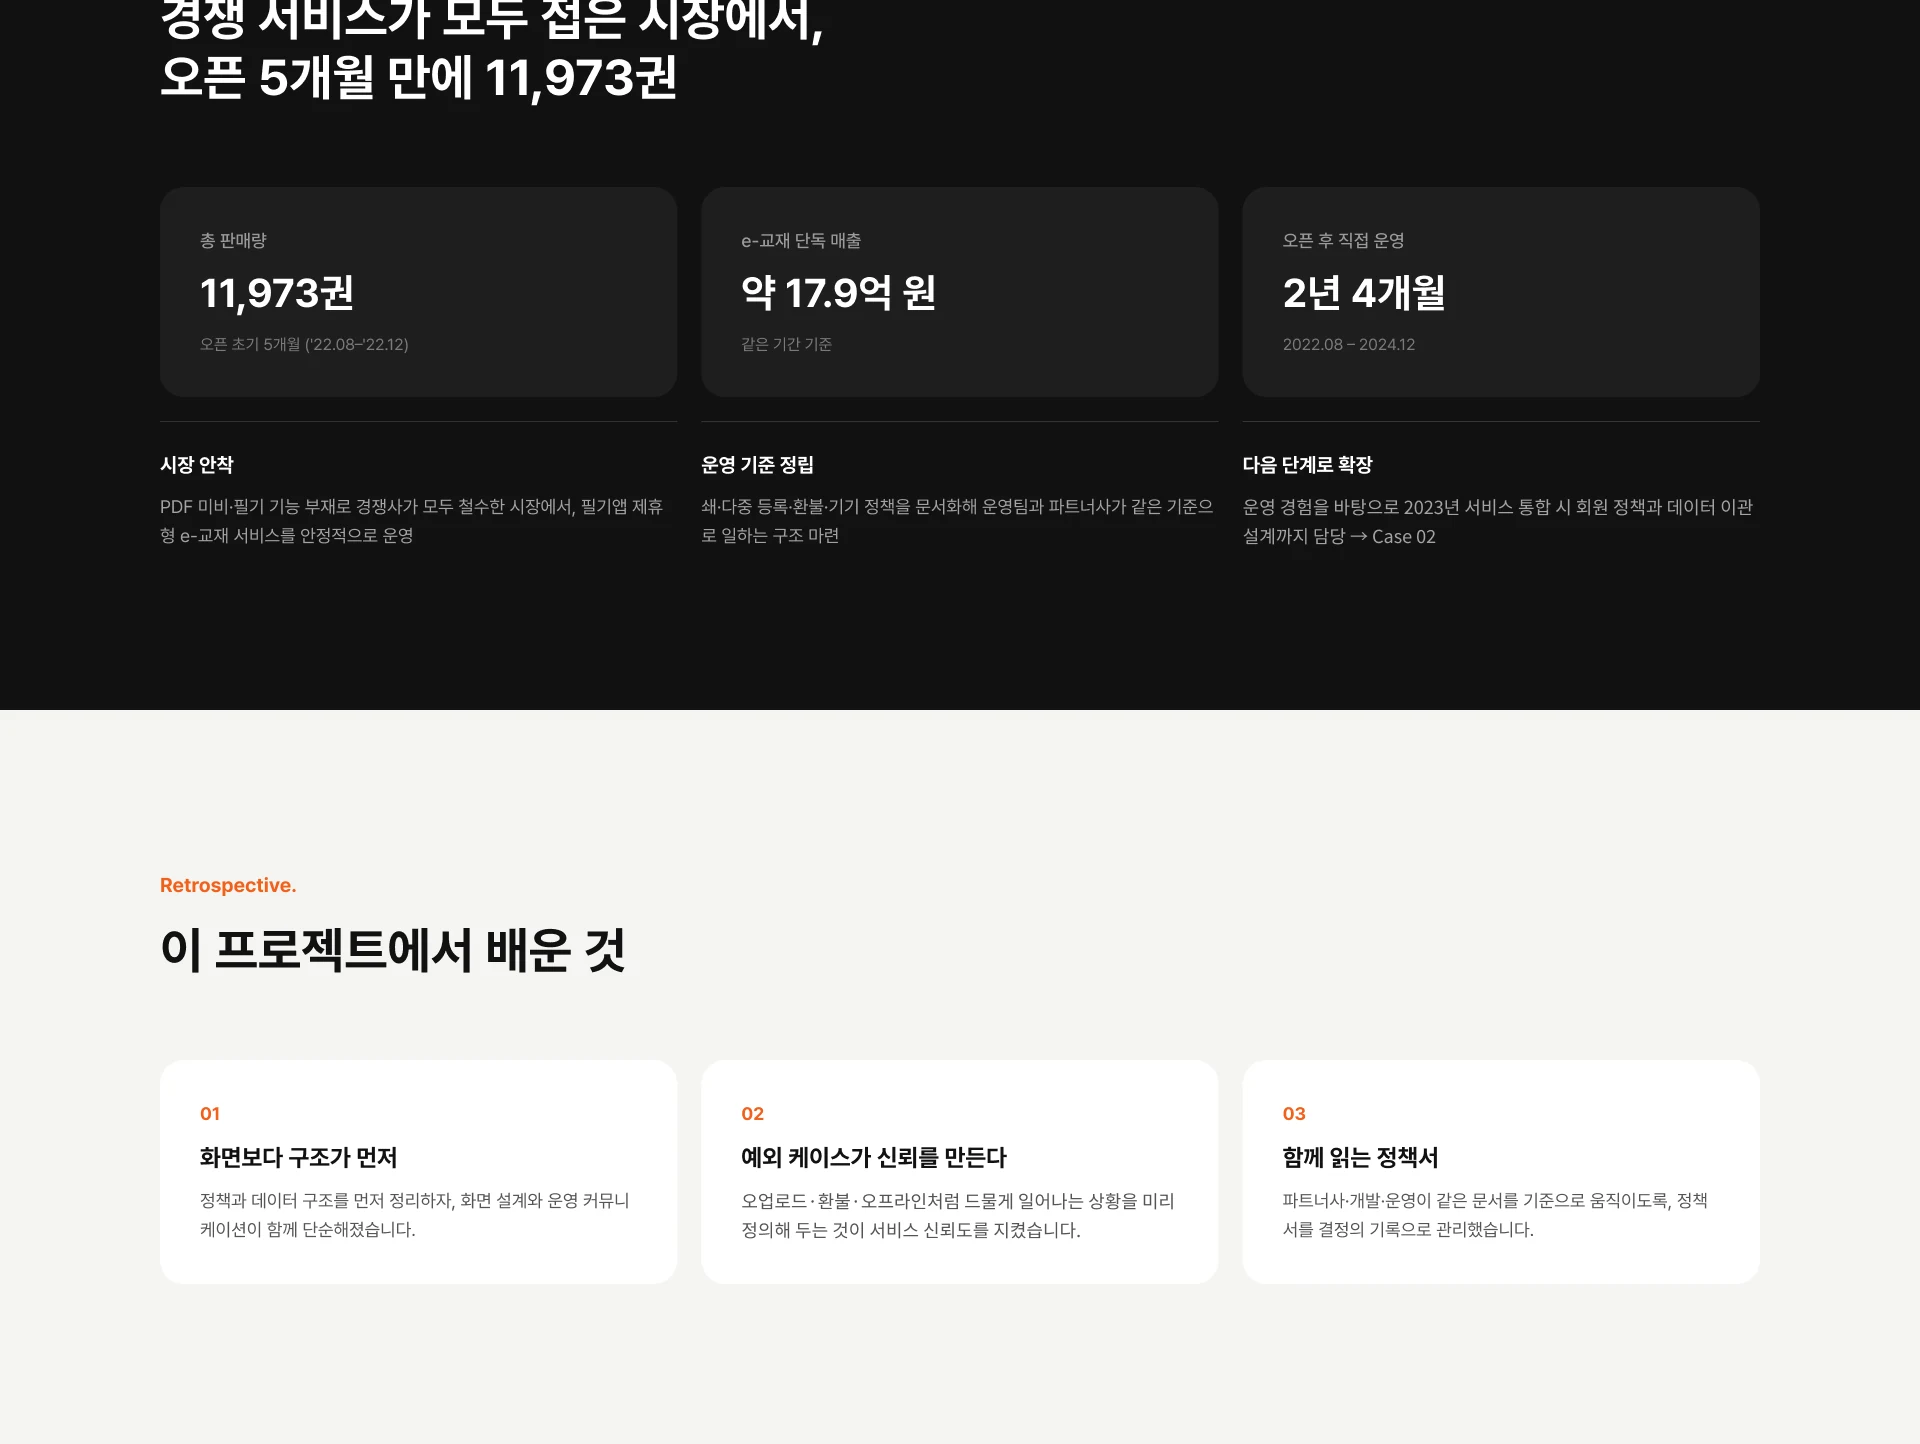 경쟁 서비스가 모두 접은 시장에서,
오픈 5개월 만에 11,973권
총 판매량
11,973권
오픈 초기 5개월 ('22.08–'22.12)
e-교재 단독 매출
약 17.9억 원
같은 기간 기준
오픈 후 직접 운영
2년 4개월
2022.08 – 2024.12
시장 안착
PDF 미비·필기 기능 부재로 경쟁사가 모두 철수한 시장에서, 필기앱 제휴
형 e-교재 서비스를 안정적으로 운영
운영 기준 정립
쇄·다중 등록·환불·기기 정책을 문서화해 운영팀과 파트너사가 같은 기준으
로 일하는 구조 마련
다음 단계로 확장
운영 경험을 바탕으로 2023년 서비스 통합 시 회원 정책과 데이터 이관
설계까지 담당 → Case 02
Retrospective.
이 프로젝트에서 배운 것
01
화면보다 구조가 먼저
정책과 데이터 구조를 먼저 정리하자, 화면 설계와 운영 커뮤니
케이션이 함께 단순해졌습니다.
02
예외 케이스가 신뢰를 만든다
오업로드·환불·오프라인처럼 드물게 일어나는 상황을 미리
정의해 두는 것이 서비스 신뢰도를 지켰습니다.
03
함께 읽는 정책서
파트너사·개발·운영이 같은 문서를 기준으로 움직이도록, 정책
서를 결정의 기록으로 관리했습니다.